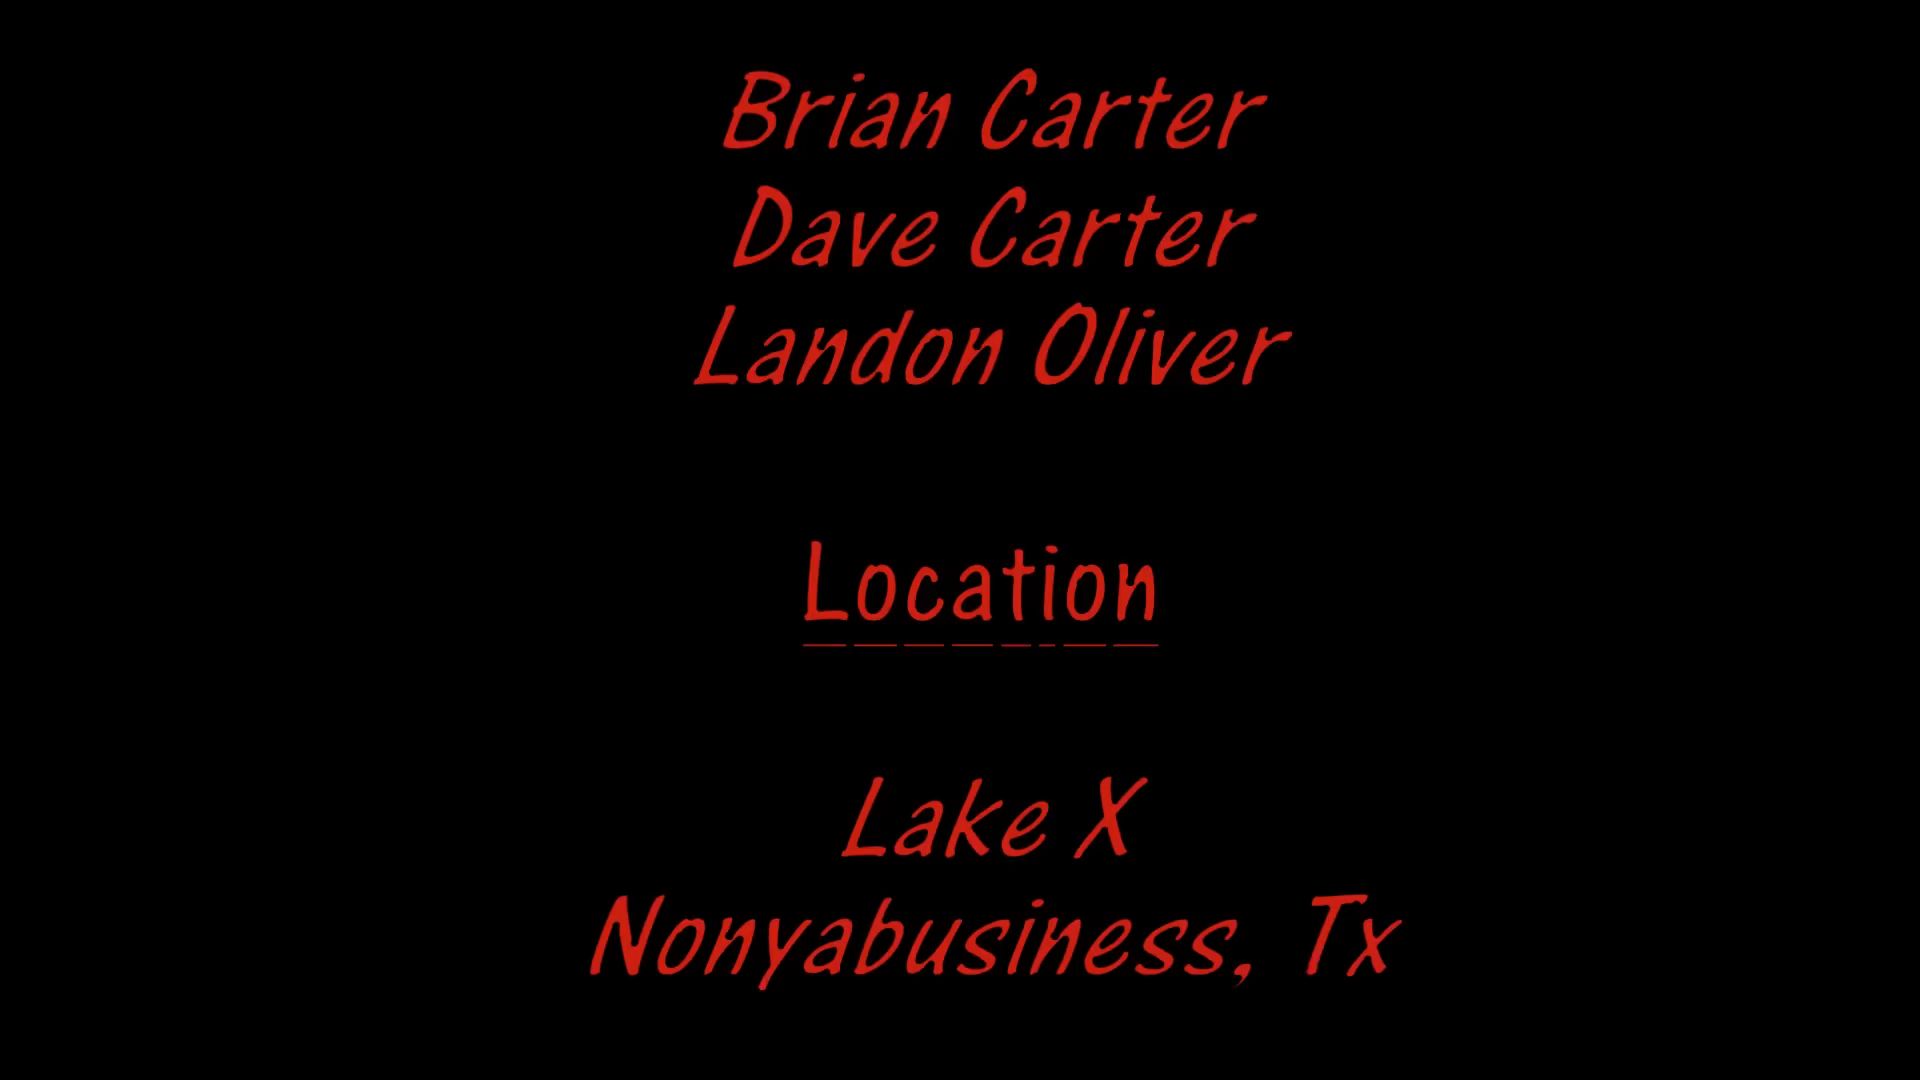 Brian Carter
Dave Carter
Landon Oliver
Location
Lake X
Nonyabusiness, Tx